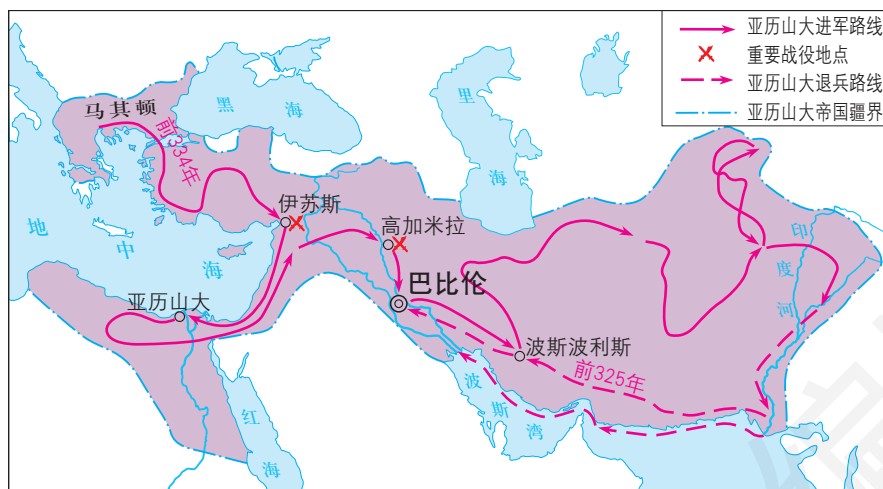 亚历山大进军路线
重要战役地点
亚历山大退兵路线
亚历山大帝国疆界
马其顿
黑海
里海
前334年
伊苏斯
高加米拉
地中海
巴比伦
印度河
亚历山大
波斯波利斯
前325年
波斯湾
红海